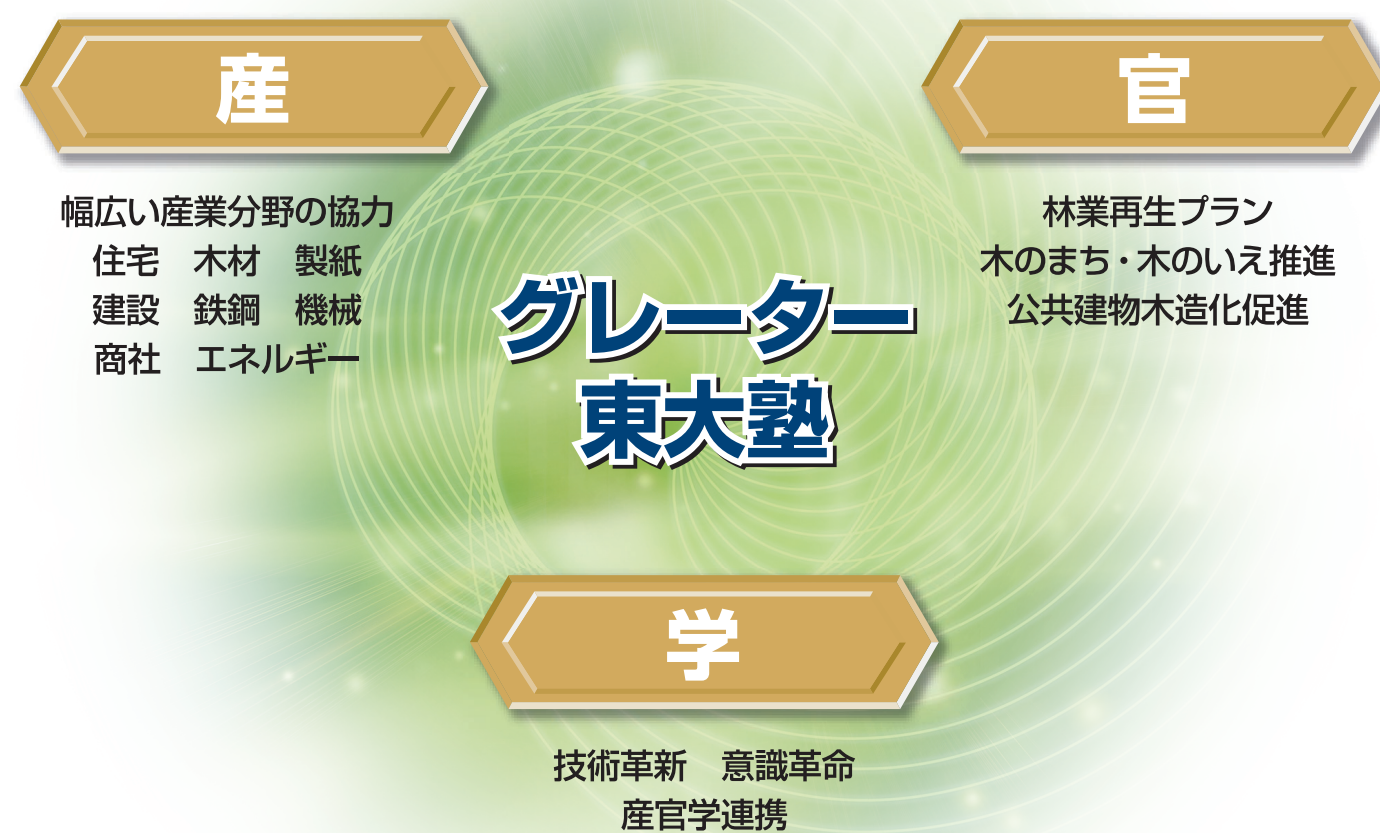 産
幅広い産業分野の協力
住宅　木材　製紙
建設　鉄鋼　機械
商社　エネルギー
官
林業再生プラン
木のまち・木のいえ推進
公共建物木造化促進
グレーター
東大塾
学
技術革新　意識革命
産官学連携